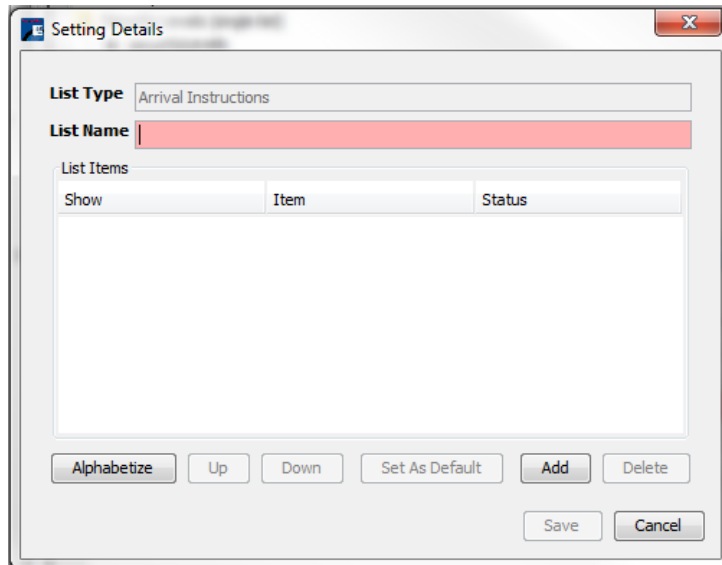 Setting Details
List Type Arrival Instructions
List Name
List Items
Show Item Status
Alphabetize Up Down Set As Default Add Delete
Save Cancel